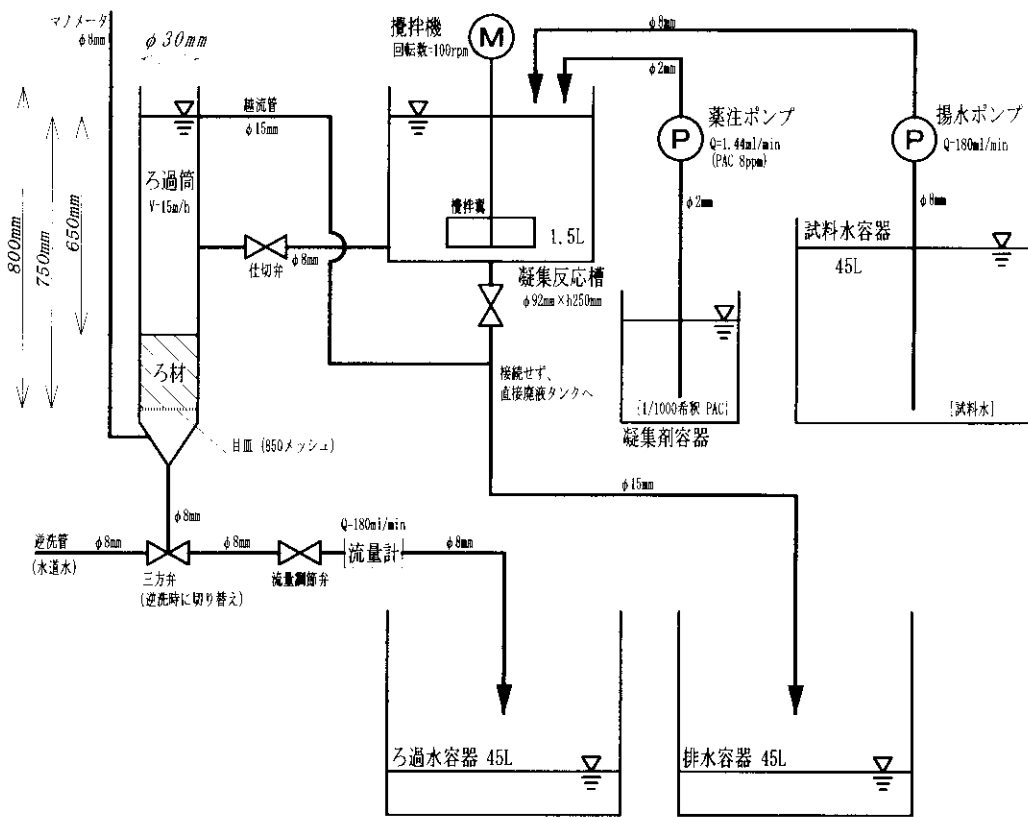 マノメータ
φ8mm
φ30mm
攪拌機
回転数=100rpm
M
φ8mm
φ2mm
越流管
φ15mm
薬注ポンプ
Q=1.44ml/min
(PAC 8ppm)
P
揚水ポンプ
Q-180ml/min
P
ろ過筒
V-15m/h
800mm
750mm
650mm
攪拌翼
1.5L
φ2mm
φ8mm
試料水容器
45L
仕切弁
φ8mm
凝集反応槽
φ92mm×h250mm
ろ材
接続せず、
直接廃液タンクへ
[1/1000希釈 PAC]
凝集剤容器
[試料水]
目皿 (850メッシュ)
φ15mm
φ8mm
逆洗管
(水道水)
φ8mm
φ8mm
Q-180ml/min
流量計
φ8mm
三方弁
(逆洗時に切り替え)
流量調節弁
ろ過水容器 45L
排水容器 45L